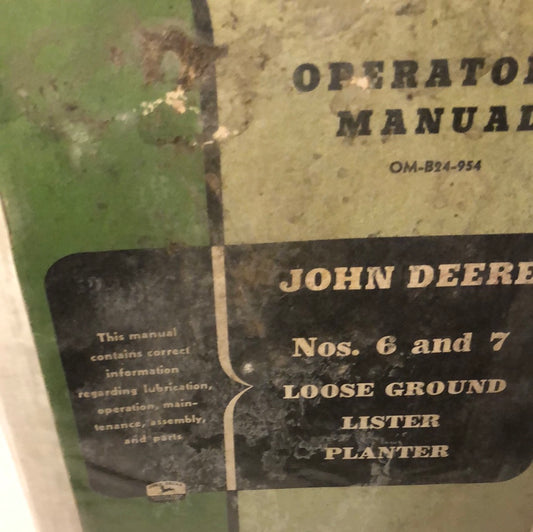 OPERATO
MANUAL
OM-B24-954
JOHN DEERE
Nos. 6 and 7
LOOSE GROUND
LISTER
PLANTER
This manual
contains correct
information
regarding lubrication,
operation, main-
tenance, assembly,
and parts